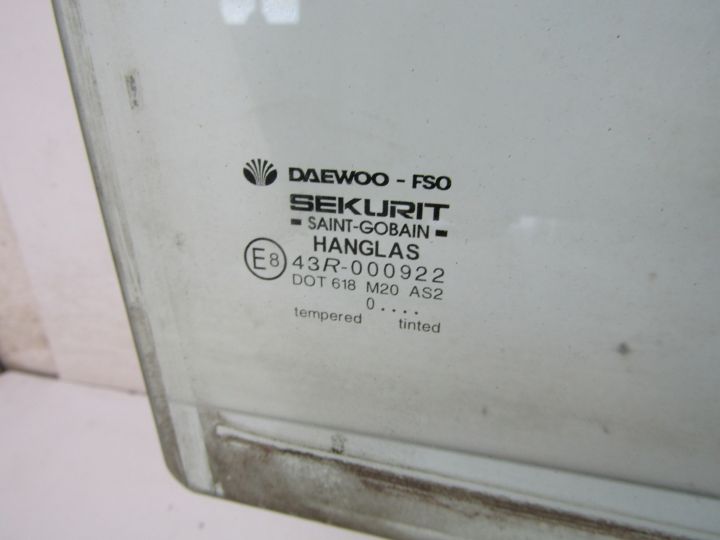 DAEWOO - FSO
SEKURIT
- SAINT-GOBAIN -
HANGLAS
E8 43R-000922
DOT 618 M20 AS2
0....
tempered tinted